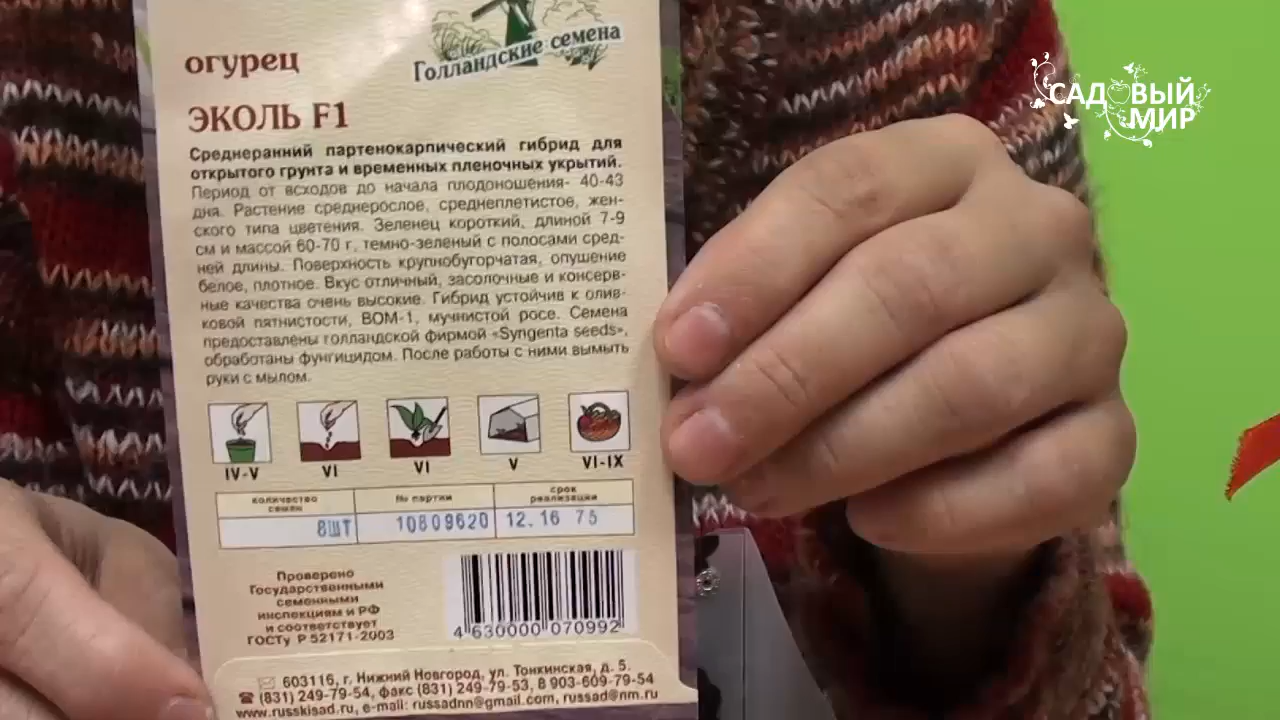 Голландские семена
САДОВЫЙ
МИР
огурец
ЭКОЛЬ F1
Среднеранний партенокарпический гибрид для
открытого грунта и временных пленочных укрытий.
Период от всходов до начала плодоношения- 40-43
дня. Растение среднерослое, среднеплетистое, жен-
ского типа цветения. Зеленец короткий, длиной 7-9
см и массой 60-70 г, темно-зеленый с полосами сред-
ней длины. Поверхность крупнобугорчатая, опушение
белое, плотное. Вкус отличный, засолочные и консерв-
ные качества очень высокие. Гибрид устойчив к олив-
ковой пятнистости, ВОМ-1, мучнистой росе. Семена
предоставлены голландской фирмой «Syngenta seeds»,
обработаны фунгицидом. После работы с ними вымыть
руки с мылом.
IV-V VI VI V VI-IX
количество семян № партии срок реализации
8ШТ 10809620 12.16 75
Проверено
Государственными
семенными
инспекциями и РФ
и соответствует
ГОСТу Р 52171-2003
4 630000 070992
603116, г. Нижний Новгород, ул. Тонкинская, д. 5.
(831) 249-79-54, факс (831) 249-79-53, 8 903-609-79-54
www.russkisad.ru, e-mail: russadnn@gmail.com, russad@nm.ru